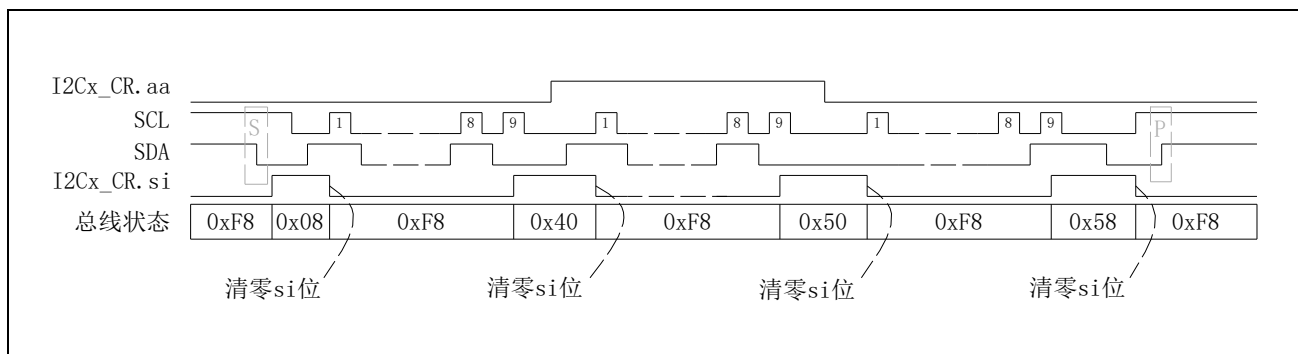 I2Cx_CR.aa
SCL S 1 8 9 1 8 9 1 8 9 P
SDA
I2Cx_CR.si
总线状态 0xF8 0x08 0xF8 0x40 0xF8 0x50 0xF8 0x58 0xF8
清零si位 清零si位 清零si位 清零si位